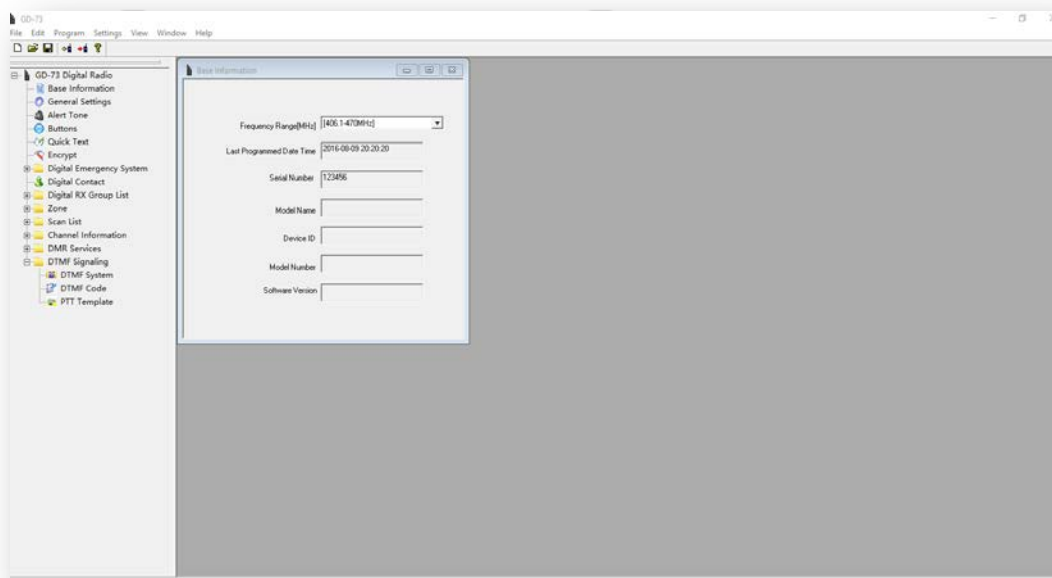 GD-73
File Edit Program Settings View Window Help
GD-73 Digital Radio
Base Information
General Settings
Alert Tone
Buttons
Quick Text
Encrypt
Digital Emergency System
Digital Contact
Digital RX Group List
Zone
Scan List
Channel Information
DMR Services
DTMF Signaling
DTMF System
DTMF Code
PTT Template
Base Information
Frequency Range[MHz] [406.1-470MHz]
Last Programmed Date Time 2016-08-09 20:20:20
Serial Number 123456
Model Name
Device ID
Model Number
Software Version